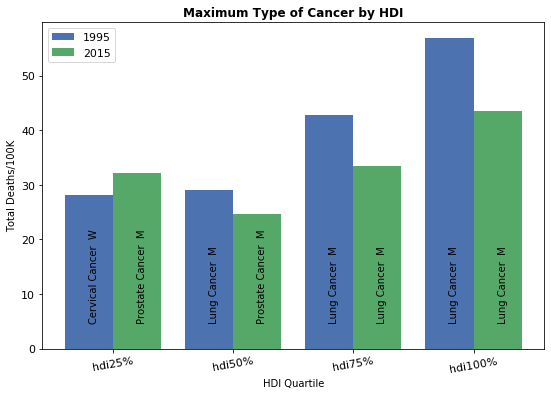 Maximum Type of Cancer by HDI
1995
2015
Total Deaths/100K
50
40
30
20
10
0
Cervical Cancer W
Prostate Cancer M
Lung Cancer M
Prostate Cancer M
Lung Cancer M
Lung Cancer M
Lung Cancer M
Lung Cancer M
hdi25%
hdi50%
hdi75%
hdi100%
HDI Quartile